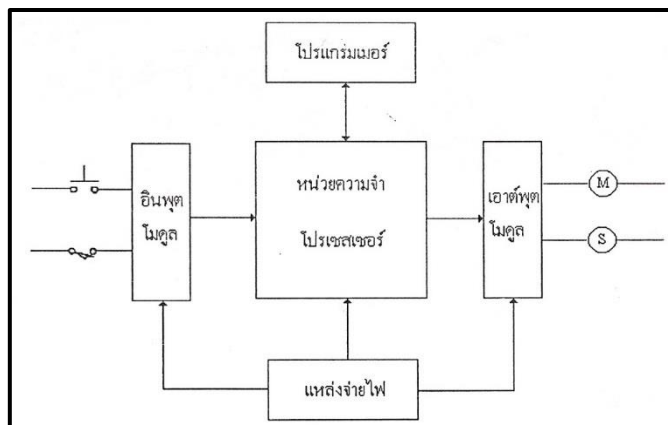 โปรแกร่มเมอร์
อินพุต
โมดูล
หน่วยความจำ
โปรเซสเซอร์
เอาต์พุต
โมดูล
M
S
แหล่งจ่ายไฟ